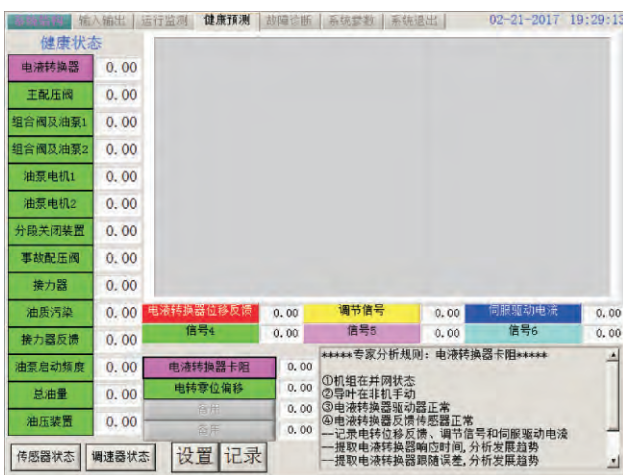 输入输出 运行监测 健康预测 故障诊断 系统参数 系统退出 02-21-2017 19:29:13
健康状态
电液转换器 0.00
主配压阀 0.00
组合阀及油泵1 0.00
组合阀及油泵2 0.00
油泵电机1 0.00
油泵电机2 0.00
分段关闭装置 0.00
事故配压阀 0.00
接力器 0.00
油质污染 0.00
接力器反馈 0.00
油泵启动频度 0.00
总油量 0.00
油压装置 0.00
传感器状态 调速器状态 设置 记录
电液转换器位移反馈 0.00 调节信号 0.00 伺服驱动电流 0.00
信号4 0.00 信号5 0.00 信号6 0.00
电液转换器卡阻 0.00
电转零位偏移 0.00
备用 0.00
备用 0.00
*****专家分析规则：电液转换器卡阻*****
①机组在并网状态
②导叶在非机手动
③电液转换器驱动器正常
④电液转换器反馈传感器正常
—记录电转位移反馈、调节信号和伺服驱动电流
—提取电液转换器响应时间,分析发展趋势
—提取电液转换器跟随误差,分析发展趋势